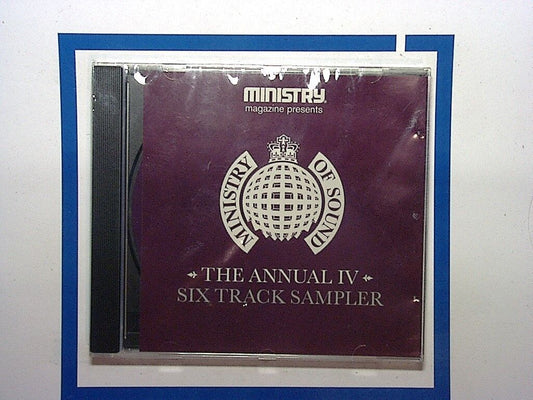 MINISTRY
magazine presents
MINISTRY OF SOUND
THE ANNUAL IV
SIX TRACK SAMPLER